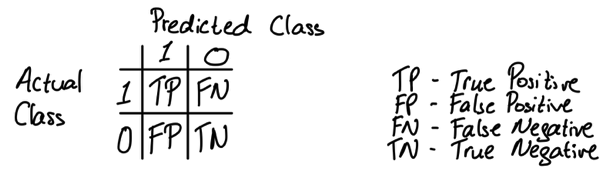 Predicted Class
1 0
Actual Class
1 TP FN
0 FP TN
TP - True Positive
FP - False Positive
FN - False Negative
TN - True Negative